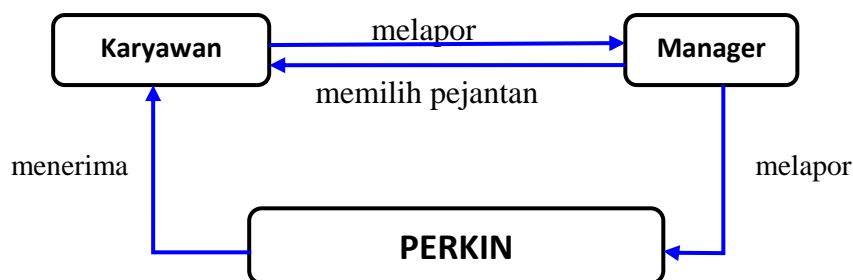 Karyawan
melapor
Manager
memilih pejantan
menerima
melapor
PERKIN